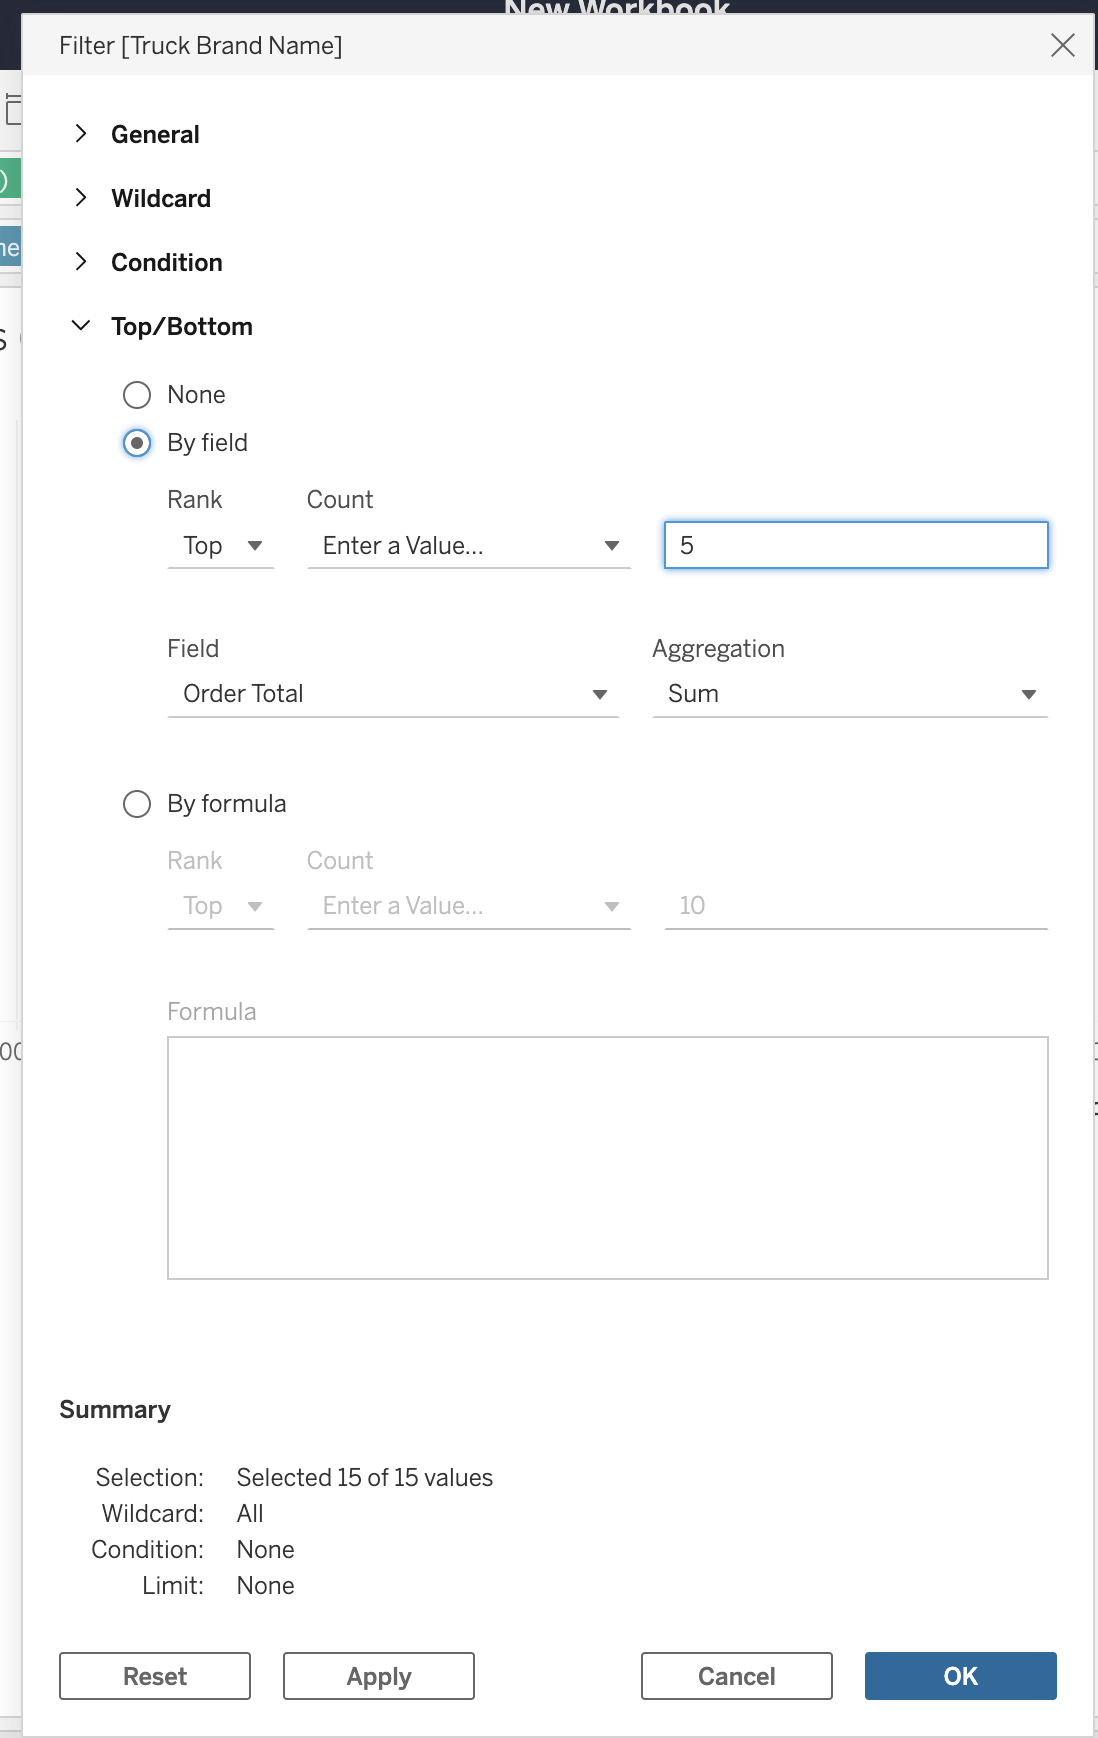 New Workbook
Filter [Truck Brand Name]
General
Wildcard
Condition
Top/Bottom
None
By field
Rank Count
Top Enter a Value... 5
Field Aggregation
Order Total Sum
By formula
Rank Count
Top Enter a Value... 10
Formula
Summary
Selection: Selected 15 of 15 values
Wildcard: All
Condition: None
Limit: None
Reset Apply Cancel OK